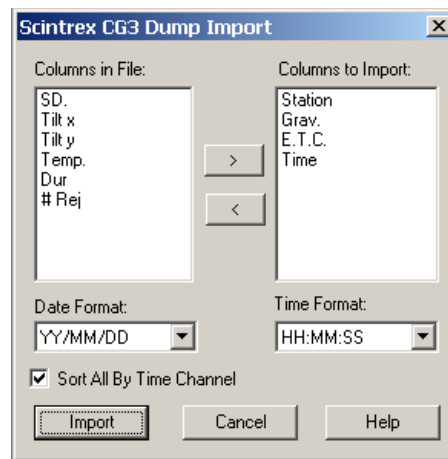 Scintrex CG3 Dump Import
Columns in File:
SD.
Tilt x
Tilt y
Temp.
Dur
# Rej
>
<
Columns to Import:
Station
Grav.
E.T.C.
Time
Date Format:
YY/MM/DD
Time Format:
HH:MM:SS
Sort All By Time Channel
Import
Cancel
Help